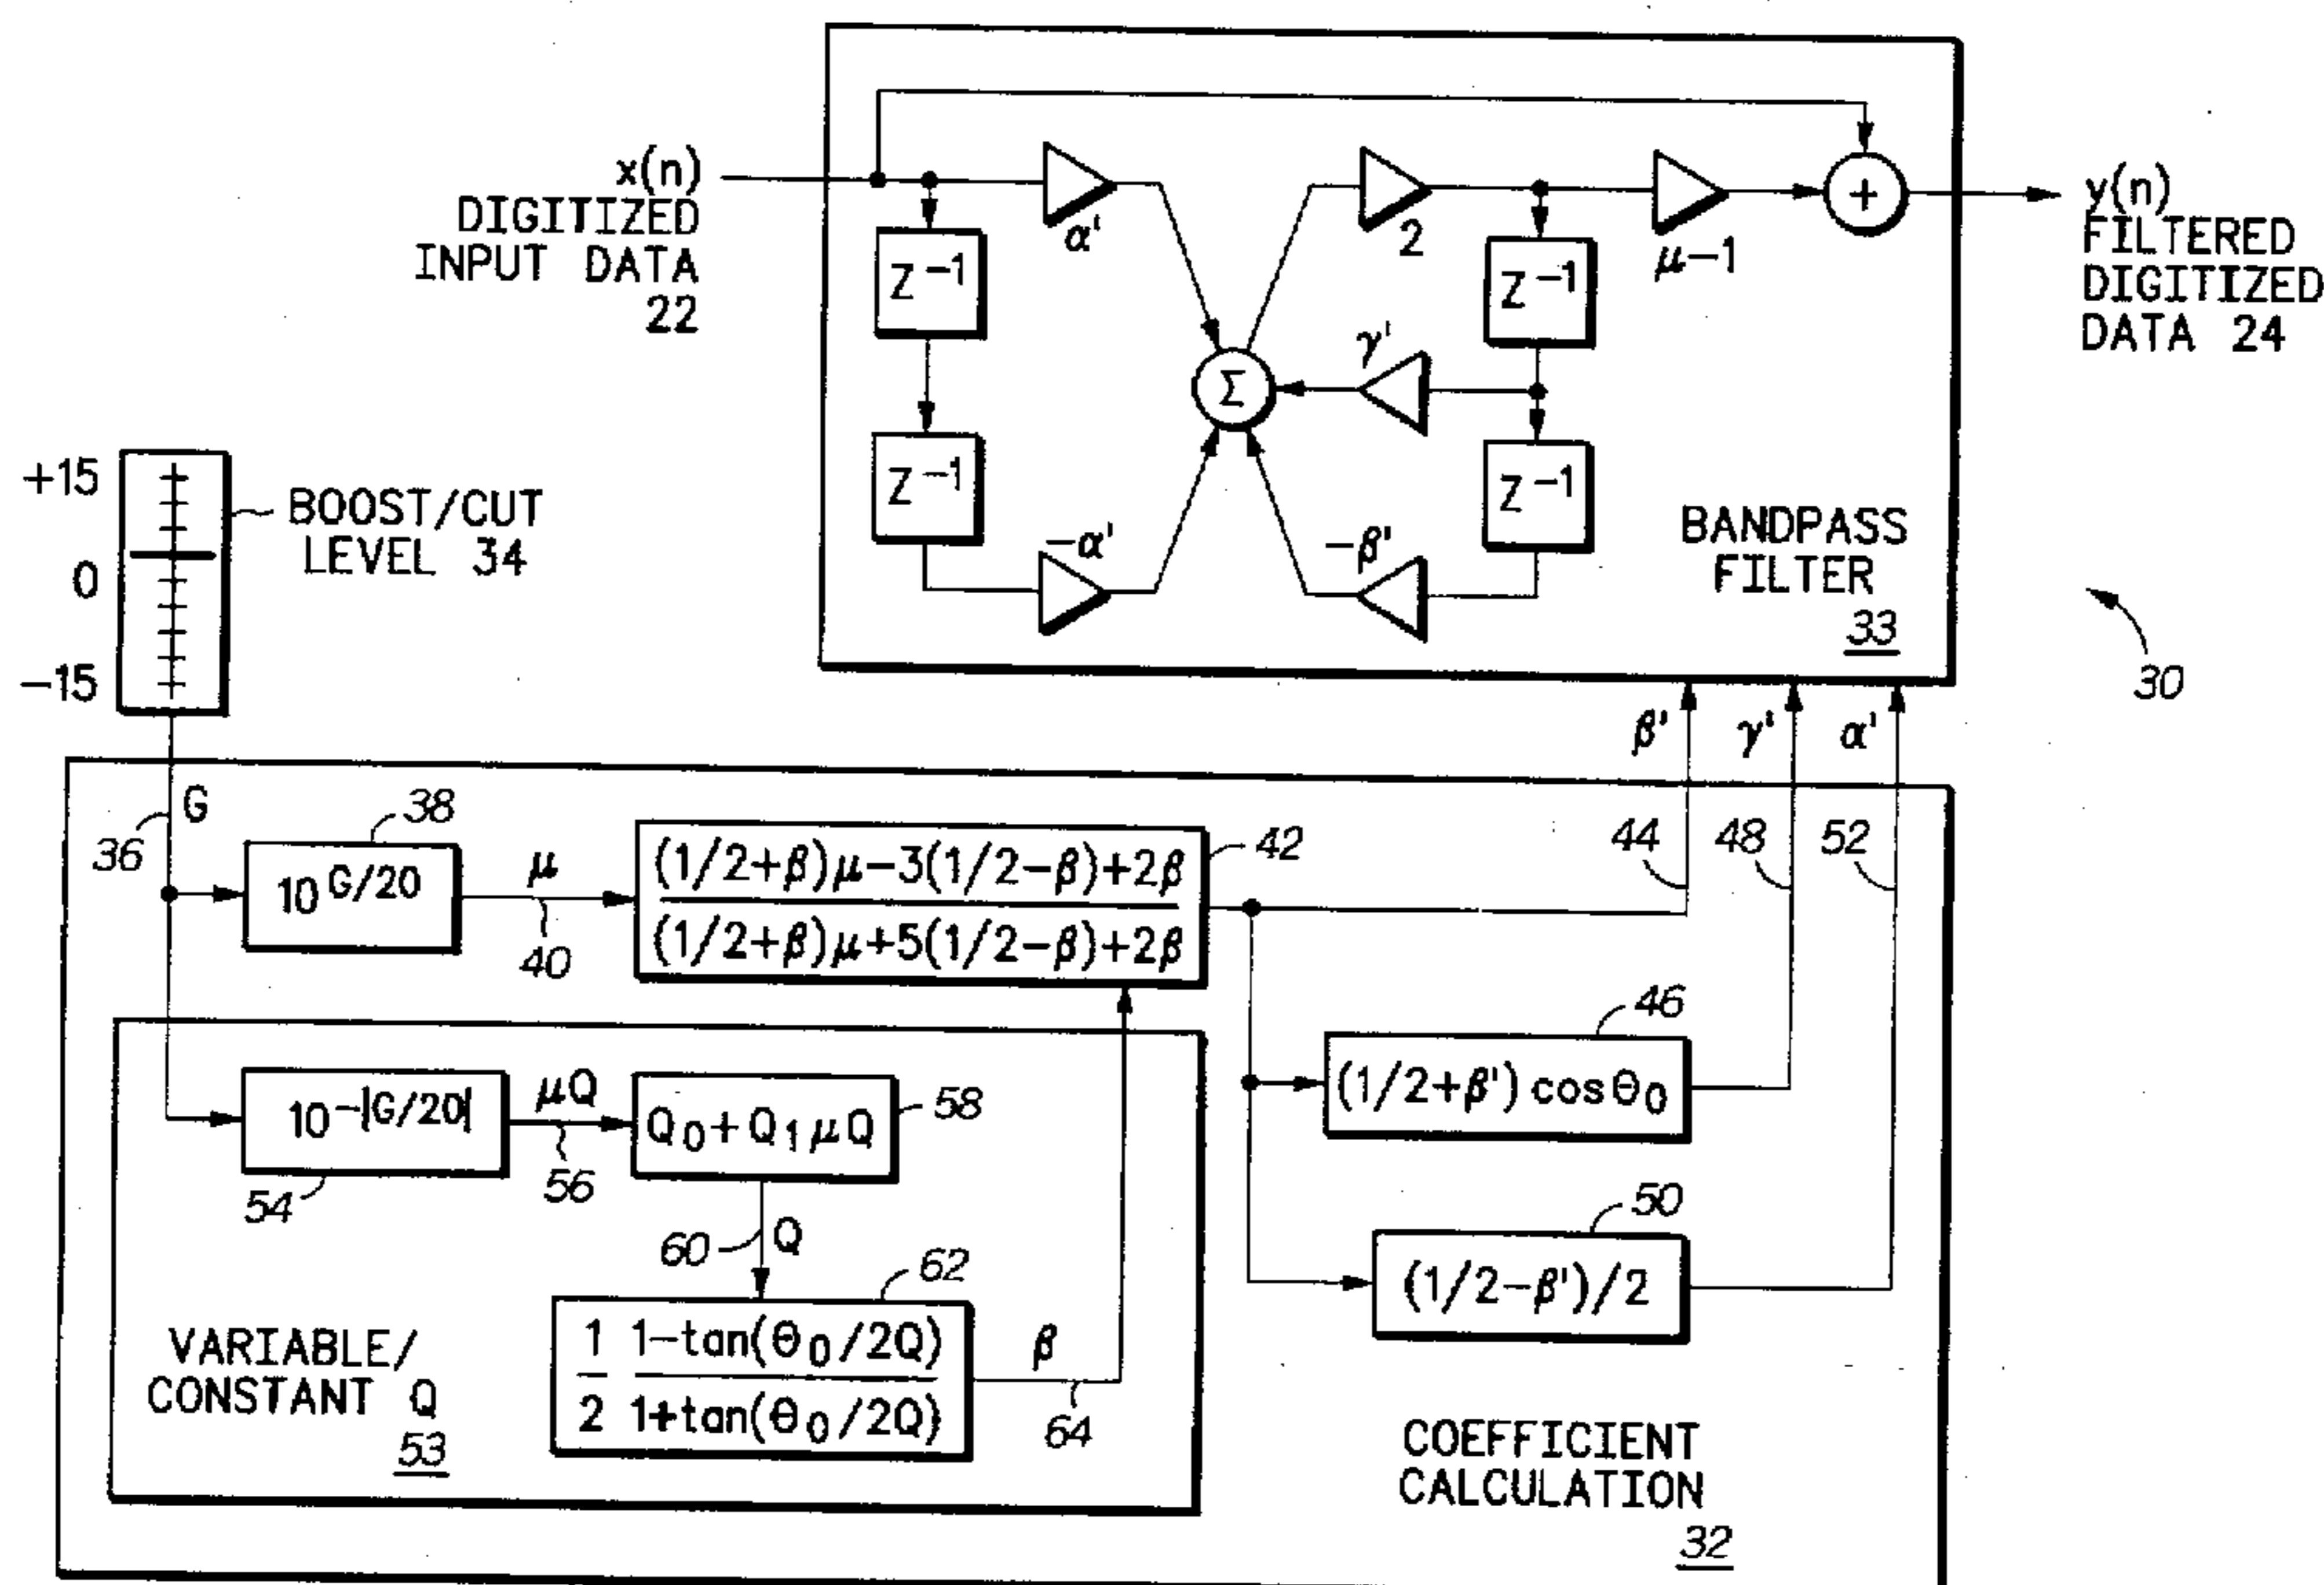 x(n)
DIGITIZED
INPUT DATA
22
α'
2
μ-1
+
y(n)
FILTERED
DIGITIZED
DATA 24
Z⁻¹
Z⁻¹
γ'
Σ
Z⁻¹
Z⁻¹
-α'
-β'
BANDPASS
FILTER
33
30
+15
0
-15
BOOST/CUT
LEVEL 34
β'
γ'
α'
G
36
38
10 G/20
μ
40
(1/2+β)μ-3(1/2-β)+2β
(1/2+β)μ+5(1/2-β)+2β
42
44
48
52
46
(1/2+β')cosθ0
50
(1/2-β')/2
10-|G/20|
54
μQ
56
Q0+Q1μQ
58
60
Q
62
1 1-tan(θ0/2Q)
2 1+tan(θ0/2Q)
β
64
VARIABLE/
CONSTANT Q
53
COEFFICIENT
CALCULATION
32